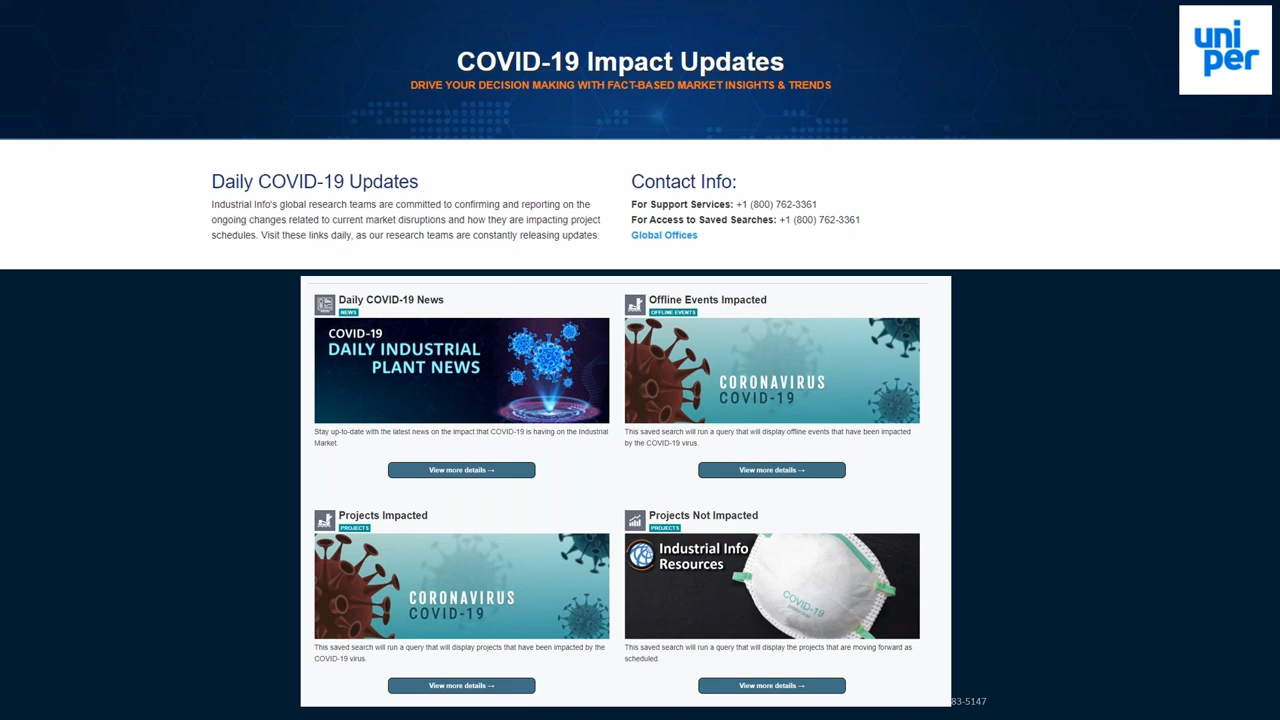 COVID-19 Impact Updates
DRIVE YOUR DECISION MAKING WITH FACT-BASED MARKET INSIGHTS & TRENDS
uni
per
Daily COVID-19 Updates
Industrial Info's global research teams are committed to confirming and reporting on the
ongoing changes related to current market disruptions and how they are impacting project
schedules. Visit these links daily, as our research teams are constantly releasing updates.
Contact Info:
For Support Services: +1 (800) 762-3361
For Access to Saved Searches: +1 (800) 762-3361
Global Offices
Daily COVID-19 News
NEWS
COVID-19
DAILY INDUSTRIAL
PLANT NEWS
Stay up-to-date with the latest news on the impact that COVID-19 is having on the Industrial
Market.
View more details →
Offline Events Impacted
OFFLINE EVENTS
CORONAVIRUS
COVID-19
This saved search will run a query that will display offline events that have been impacted
by the COVID-19 virus.
View more details →
Projects Impacted
PROJECTS
CORONAVIRUS
COVID-19
This saved search will run a query that will display projects that have been impacted by the
COVID-19 virus.
View more details →
Projects Not Impacted
PROJECTS
Industrial Info
Resources
COVID-19
This saved search will run a query that will display the projects that are moving forward as
scheduled.
View more details →
83-5147